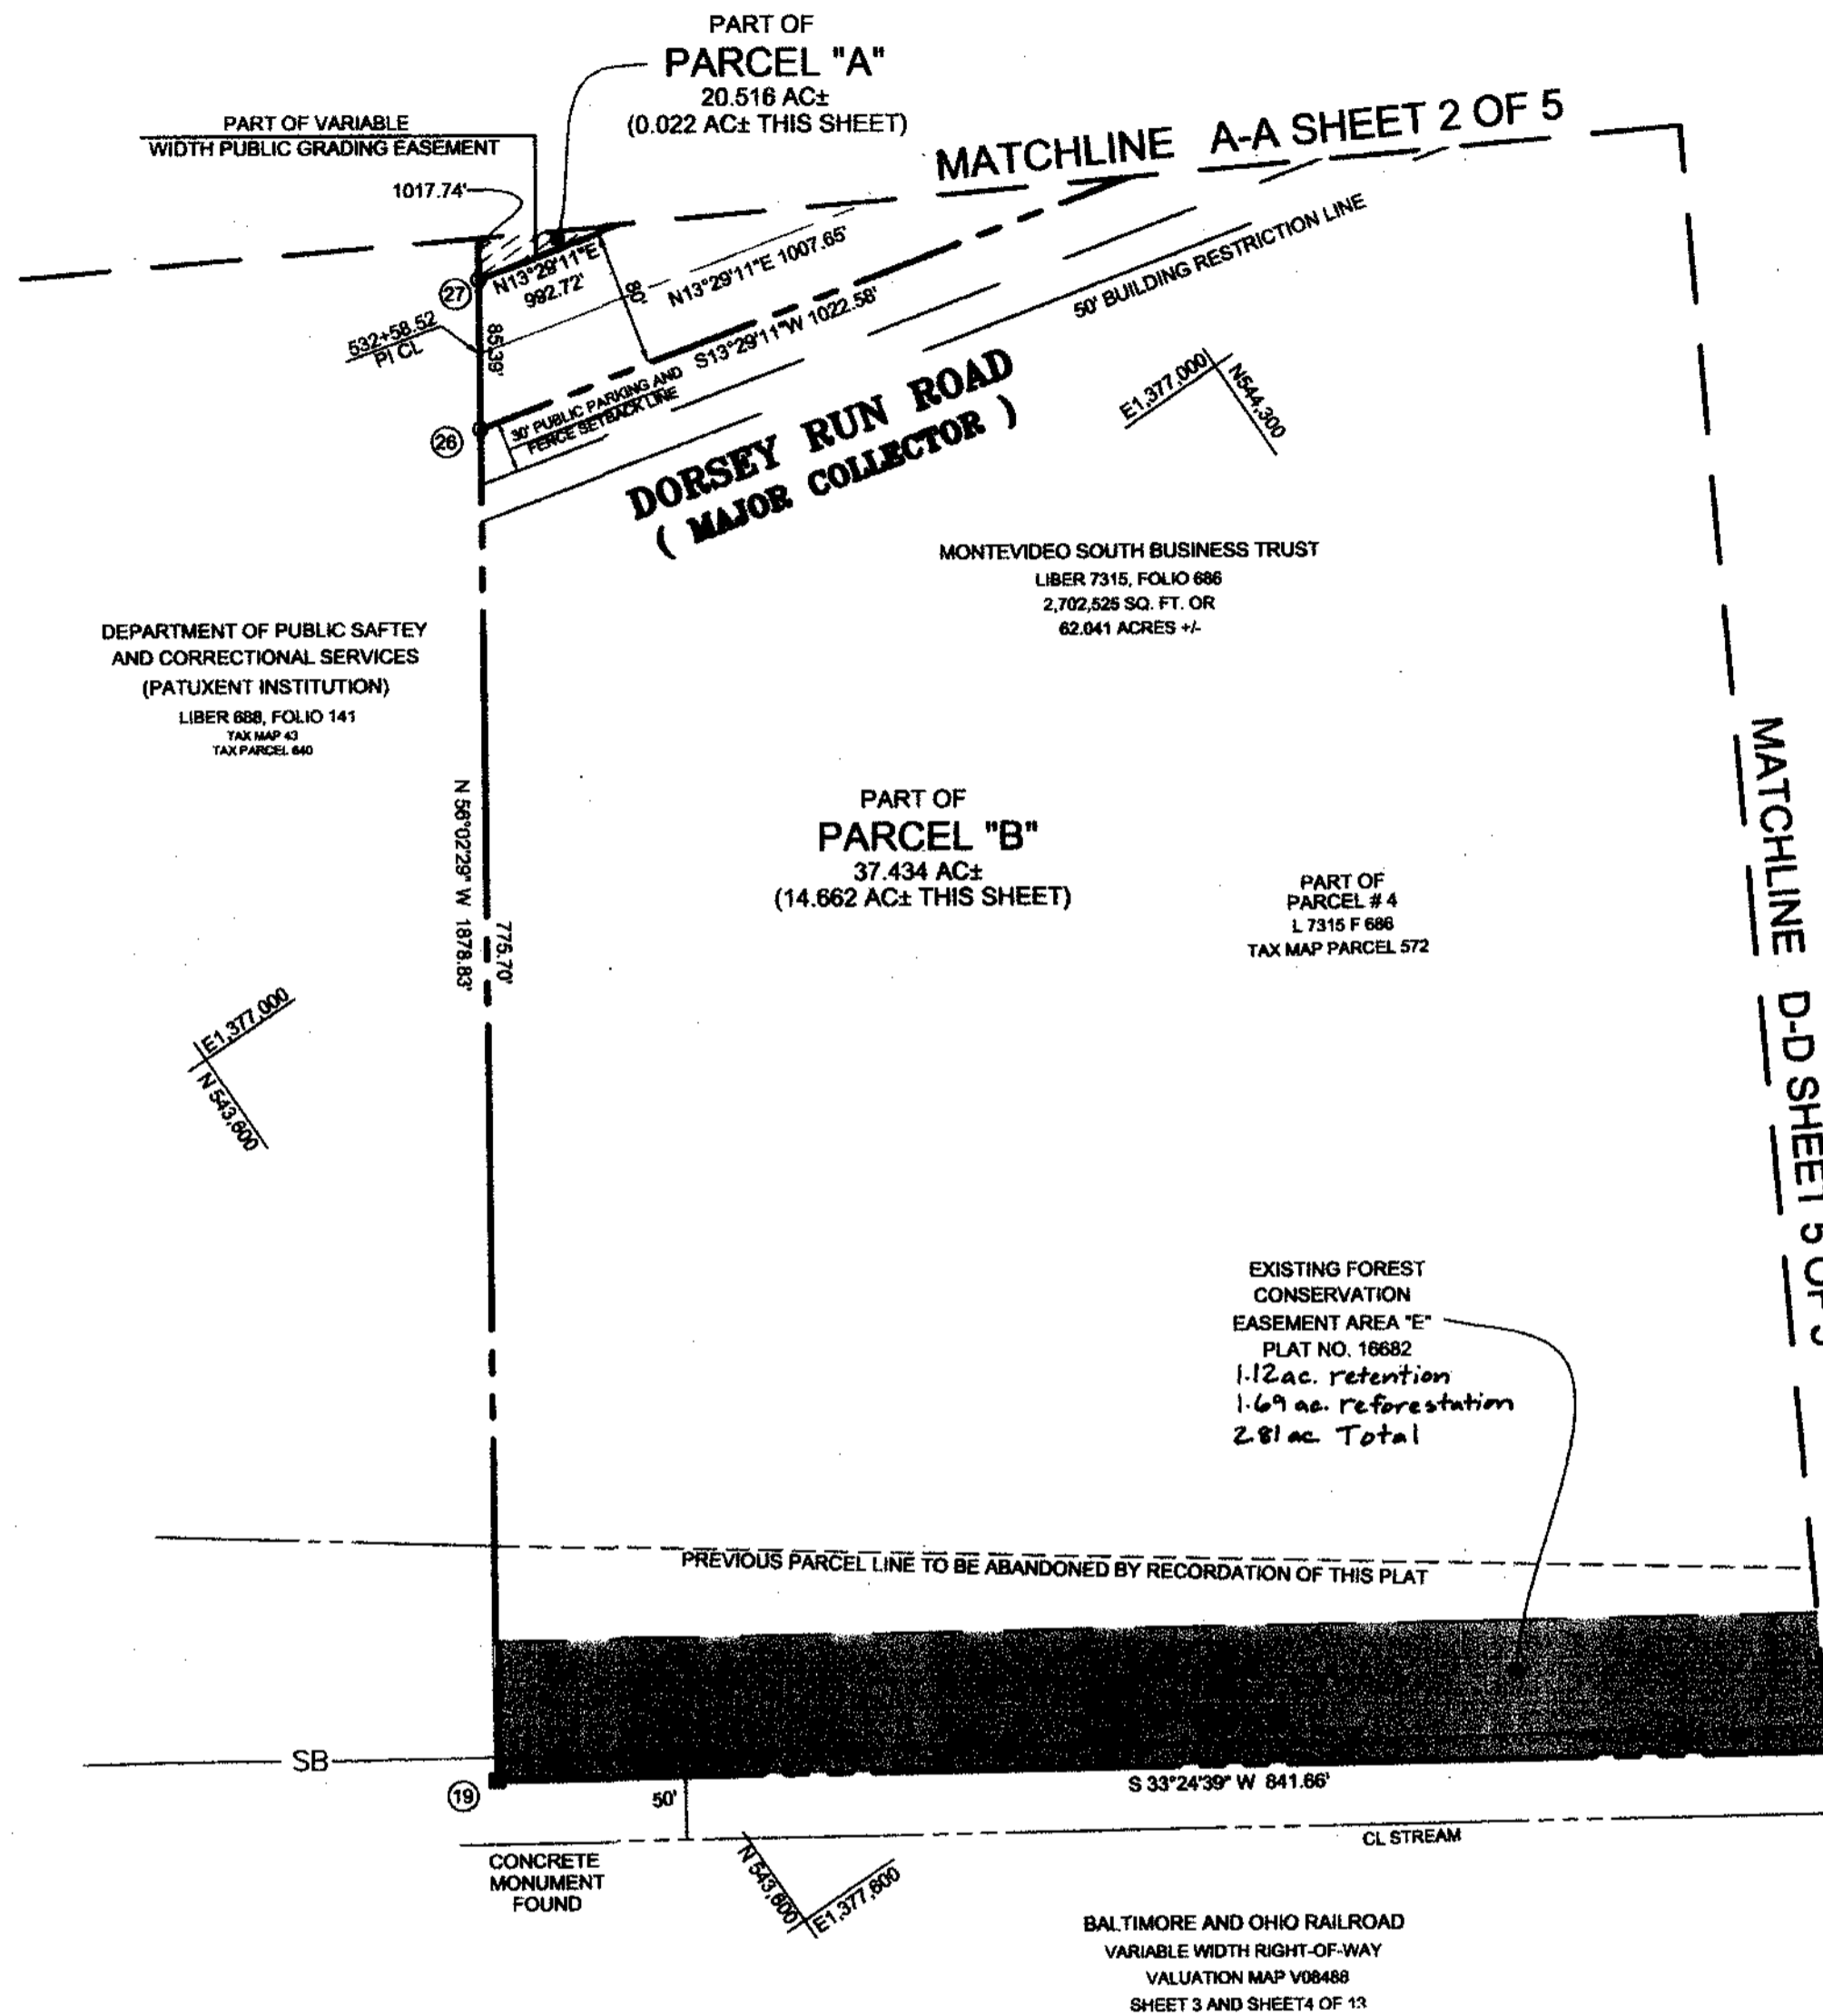 PART OF
PARCEL "A"
20.516 AC±
(0.022 AC± THIS SHEET)
PART OF VARIABLE
WIDTH PUBLIC GRADING EASEMENT
1017.74'
MATCHLINE A-A SHEET 2 OF 5
27
N13°29'11"E
992.72'
80'
N13°29'11"E 1007.65'
S13°29'11"W 1022.58'
50' BUILDING RESTRICTION LINE
532+58.52
PI CL
85.39'
26
30' PUBLIC PARKING AND
FENCE SETBACK LINE
DORSEY RUN ROAD
( MAJOR COLLECTOR )
E1,377,000
N544,300
MONTEVIDEO SOUTH BUSINESS TRUST
LIBER 7315, FOLIO 686
2,702,525 SQ. FT. OR
62.041 ACRES +/-
DEPARTMENT OF PUBLIC SAFTEY
AND CORRECTIONAL SERVICES
(PATUXENT INSTITUTION)
LIBER 688, FOLIO 141
TAX MAP 43
TAX PARCEL 640
N 56°02'29" W 1878.83'
775.70'
PART OF
PARCEL "B"
37.434 AC±
(14.662 AC± THIS SHEET)
PART OF
PARCEL # 4
L 7315 F 686
TAX MAP PARCEL 572
MATCHLINE D-D SHEET 5 OF
E1,377,000
N 543,600
EXISTING FOREST
CONSERVATION
EASEMENT AREA "E"
PLAT NO. 16682
1.12 ac. retention
1.69 ac. reforestation
2.81 ac Total
PREVIOUS PARCEL LINE TO BE ABANDONED BY RECORDATION OF THIS PLAT
SB
19
50'
S 33°24'39" W 841.66'
CL STREAM
CONCRETE
MONUMENT
FOUND
N 543,600
E1,377,600
BALTIMORE AND OHIO RAILROAD
VARIABLE WIDTH RIGHT-OF-WAY
VALUATION MAP V08488
SHEET 3 AND SHEET4 OF 13